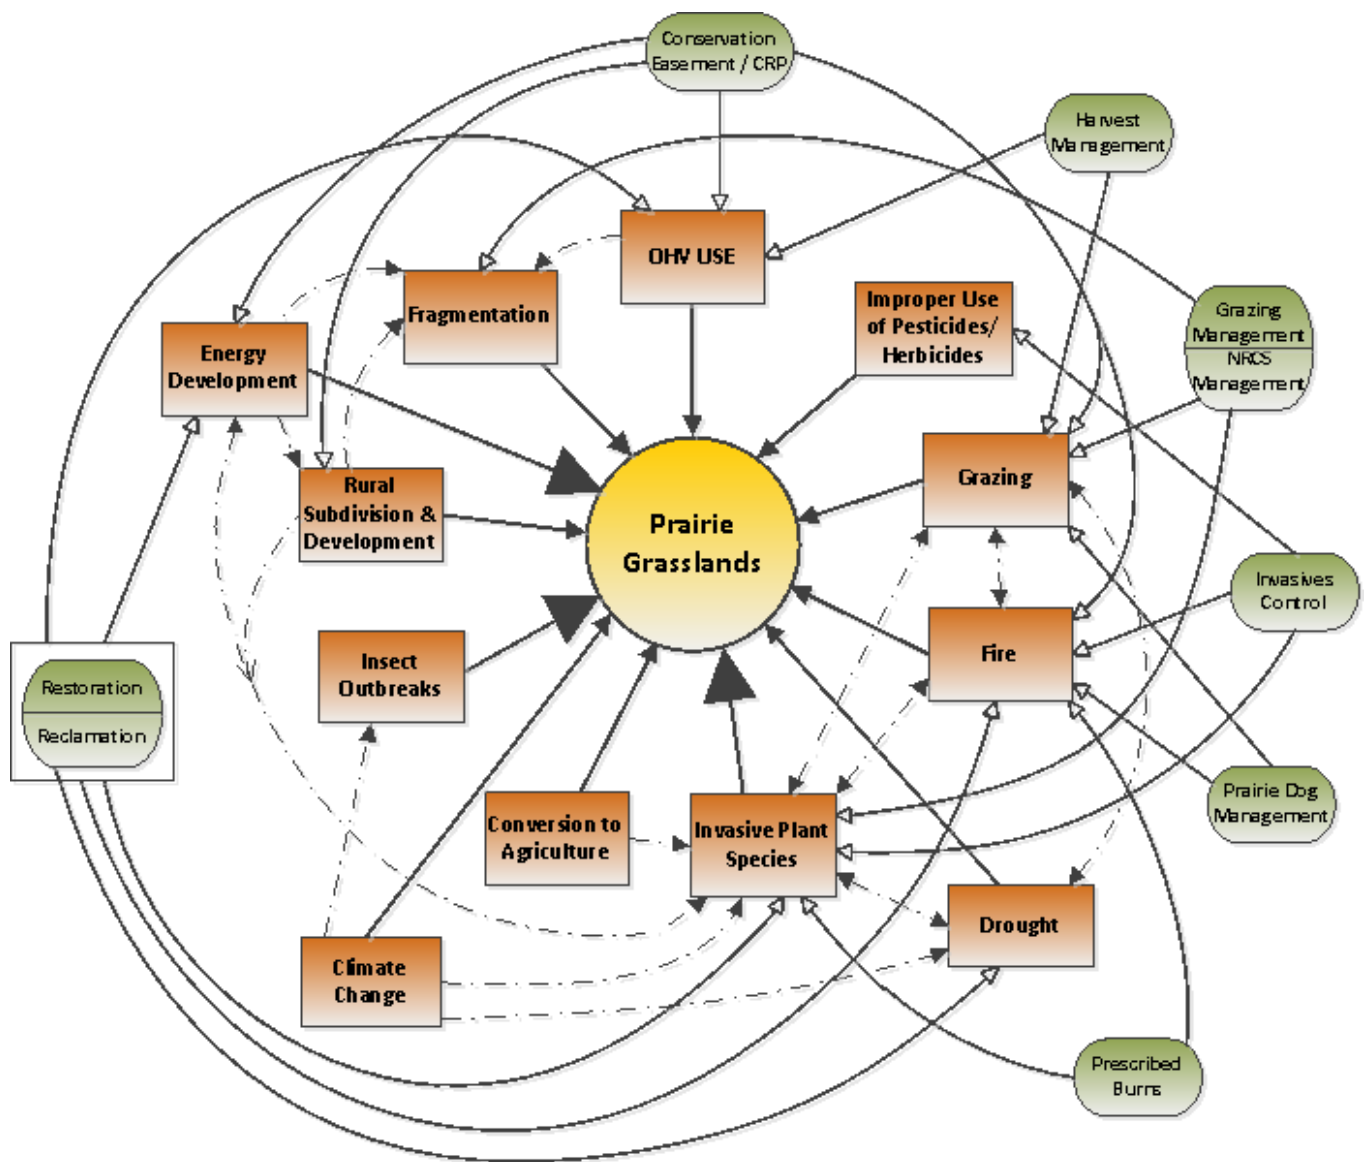 Conservation
Easement / CRP
Harvest
Management
OHV USE
Fragmentation
Improper Use
of Pesticides/
Herbicides
Grazing
Management
NRCS
Management
Energy
Development
Rural
Subdivision &
Development
Grazing
Prairie
Grasslands
Invasives
Control
Fire
Insect
Outbreaks
Restoration
Reclamation
Prairie Dog
Management
Conversion to
Agriculture
Invasive Plant
Species
Drought
Climate
Change
Prescribed
Burns